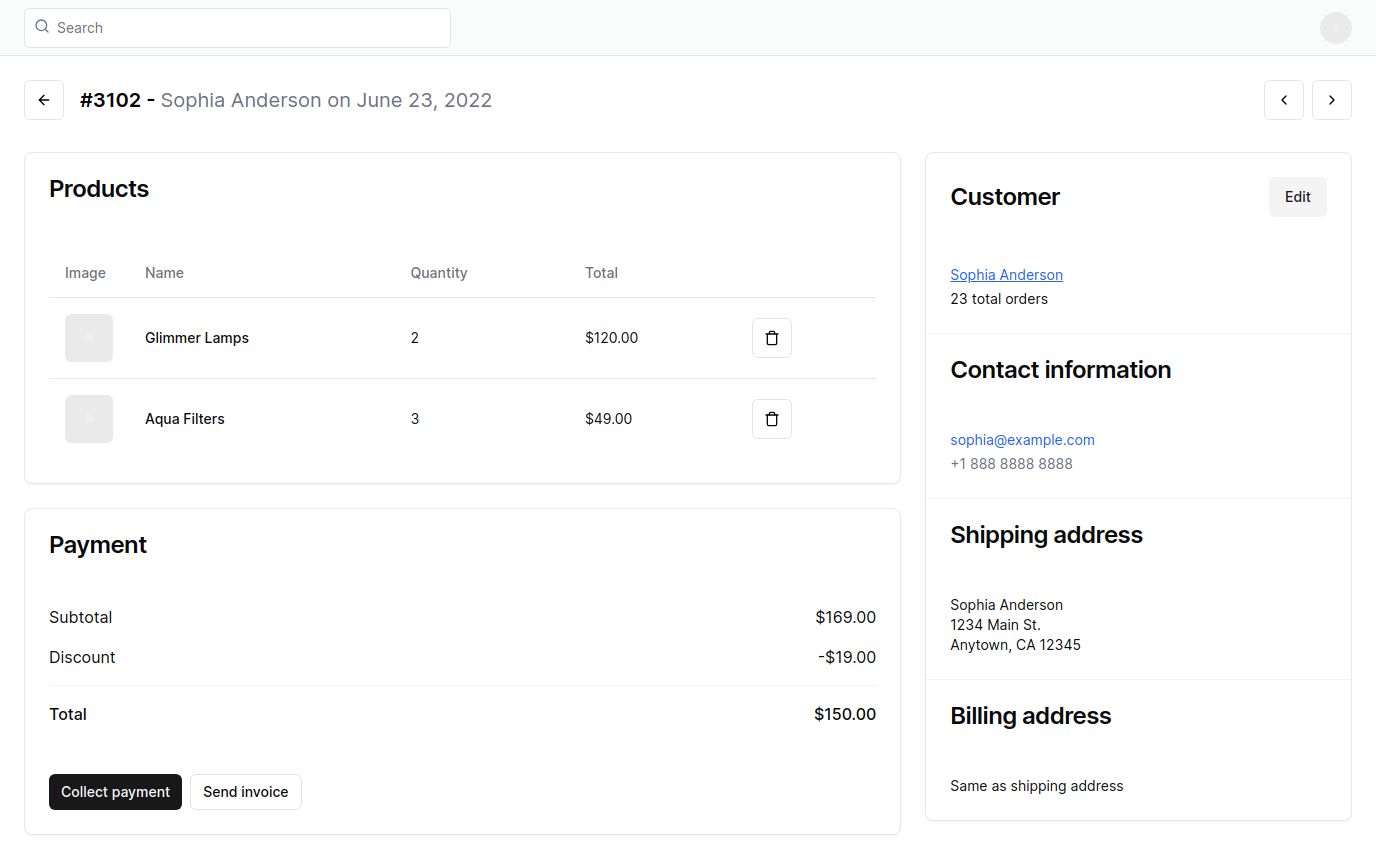 Search
#3102 - Sophia Anderson on June 23, 2022
Products
Image Name Quantity Total
Glimmer Lamps 2 $120.00
Aqua Filters 3 $49.00
Payment
Subtotal $169.00
Discount -$19.00
Total $150.00
Collect payment Send invoice
Customer Edit
Sophia Anderson
23 total orders
Contact information
sophia@example.com
+1 888 8888 8888
Shipping address
Sophia Anderson
1234 Main St.
Anytown, CA 12345
Billing address
Same as shipping address